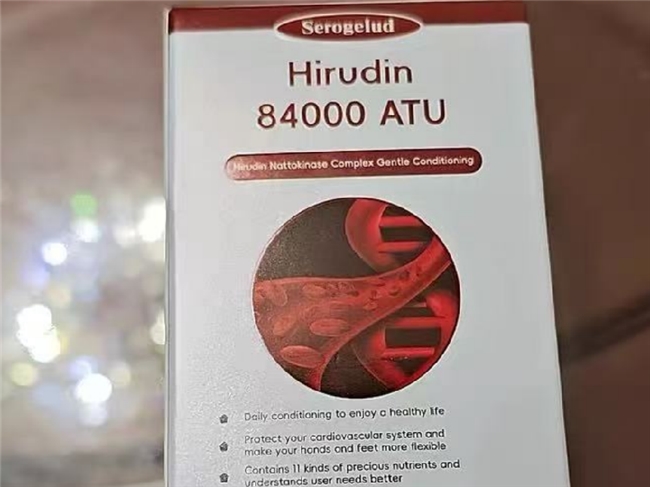 Serogelud
Hirudin
84000 ATU
Hirudin Nattokinase Complex Gentle Conditioning
Daily conditioning to enjoy a healthy life
Protect your cardiovascular system and
make your hands and feet more flexible
Contains 11 kinds of precious nutrients and
understands user needs better